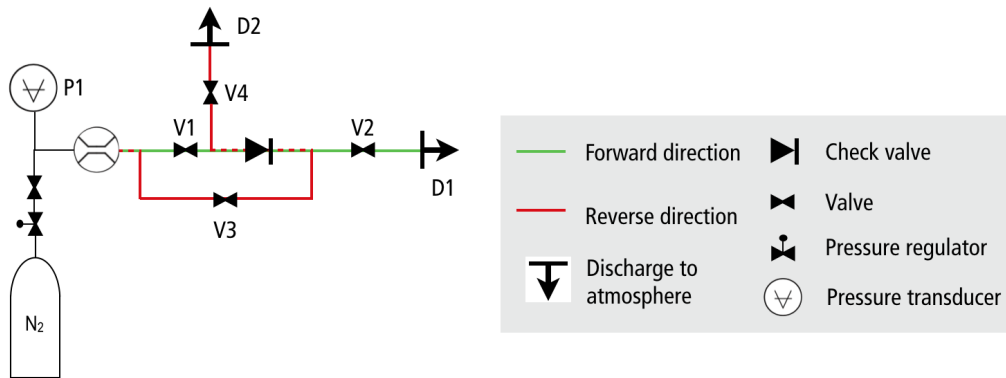 D2
P1
V4
V1
V2
D1
V3
N₂
Forward direction
Check valve
Reverse direction
Valve
Pressure regulator
Discharge to
atmosphere
Pressure transducer